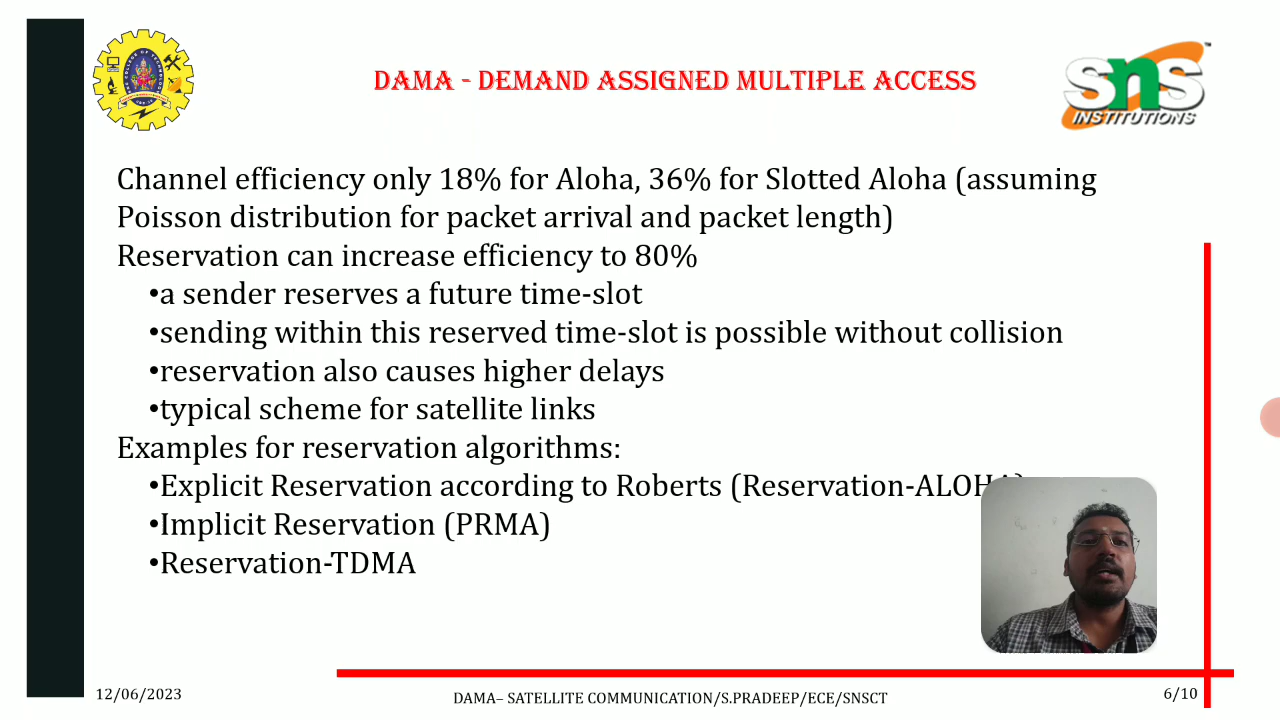 DAMA - DEMAND ASSIGNED MULTIPLE ACCESS
sns
INSTITUTIONS
TM
Channel efficiency only 18% for Aloha, 36% for Slotted Aloha (assuming
Poisson distribution for packet arrival and packet length)
Reservation can increase efficiency to 80%
•a sender reserves a future time-slot
•sending within this reserved time-slot is possible without collision
•reservation also causes higher delays
•typical scheme for satellite links
Examples for reservation algorithms:
•Explicit Reservation according to Roberts (Reservation-ALOHA)
•Implicit Reservation (PRMA)
•Reservation-TDMA
12/06/2023
DAMA– SATELLITE COMMUNICATION/S.PRADEEP/ECE/SNSCT
6/10